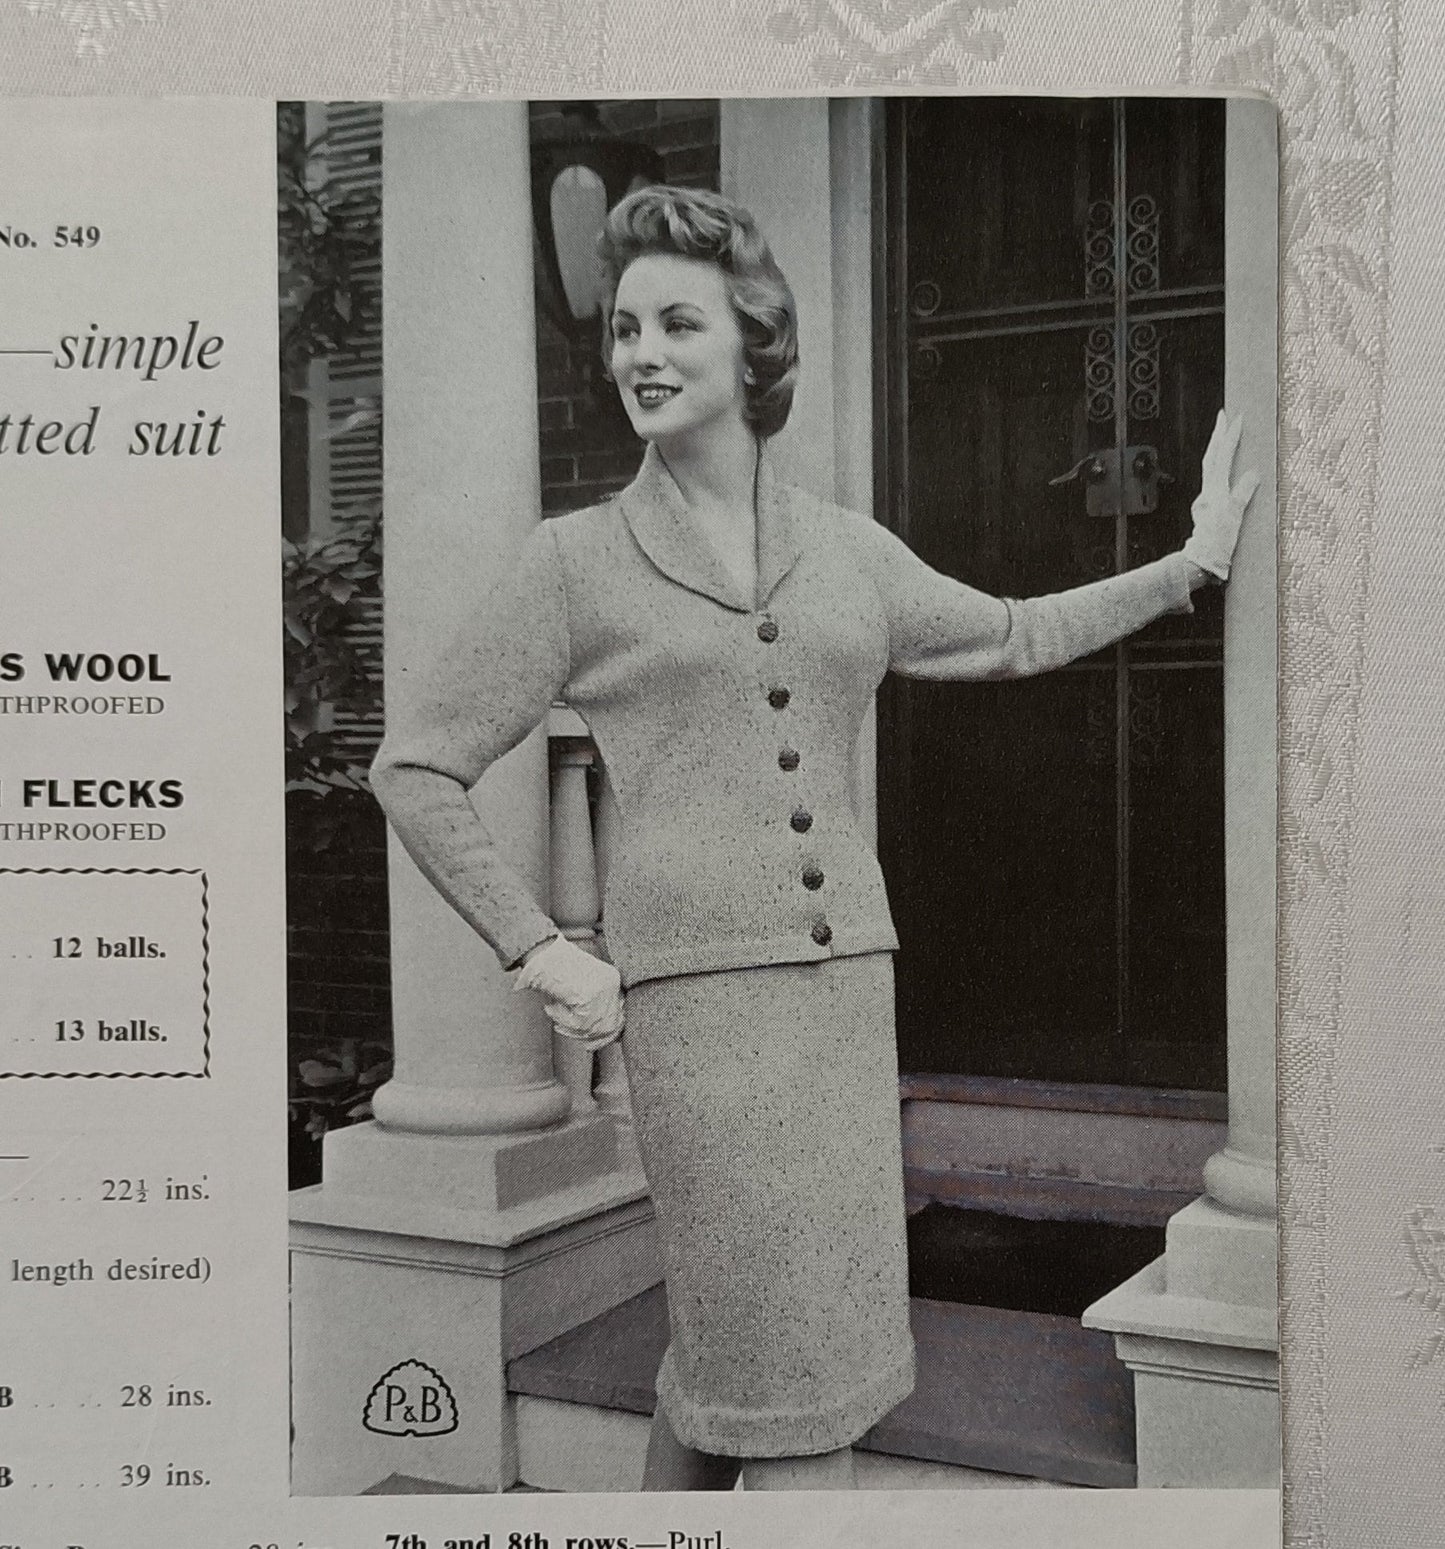 No. 549
—simple
tted suit
S WOOL
THPROOFED
FLECKS
THPROOFED
.. 12 balls.
.. 13 balls.
.. .. 22½ ins.
length desired)
B .. .. 28 ins.
B .. .. 39 ins.
P&B
7th and 8th rows.—Purl.